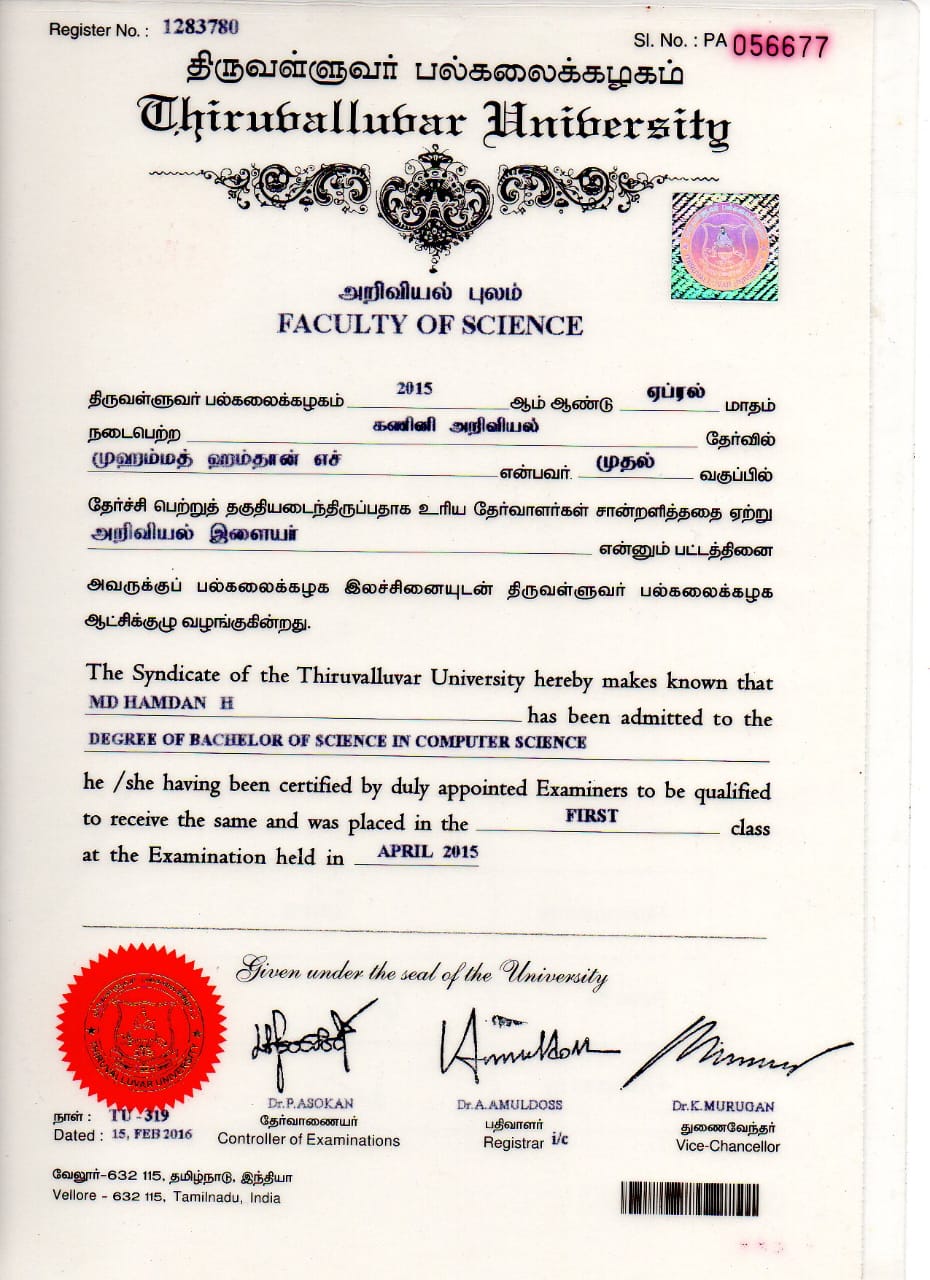 Register No. : 1283780
Sl. No. : PA 056677
திருவள்ளுவர் பல்கலைக்கழகம்
Thiruvalluvar University
அறிவியல் புலம்
FACULTY OF SCIENCE
திருவள்ளுவர் பல்கலைக்கழகம் 2015 ஆம் ஆண்டு ஏப்ரல் மாதம்
நடைபெற்ற கணினி அறிவியல் தேர்வில்
முஹம்மத் ஹம்தான் எச் என்பவர் முதல் வகுப்பில்
தேர்ச்சி பெற்றுத் தகுதியடைந்திருப்பதாக உரிய தேர்வாளர்கள் சான்றளித்ததை ஏற்று
அறிவியல் இளையர் என்னும் பட்டத்தினை
அவருக்குப் பல்கலைக்கழக இலச்சினையுடன் திருவள்ளுவர் பல்கலைக்கழக
ஆட்சிக்குழு வழங்குகின்றது.
The Syndicate of the Thiruvalluvar University hereby makes known that
MD HAMDAN H has been admitted to the
DEGREE OF BACHELOR OF SCIENCE IN COMPUTER SCIENCE
he /she having been certified by duly appointed Examiners to be qualified
to receive the same and was placed in the FIRST class
at the Examination held in APRIL 2015
Given under the seal of the University
THIRUVALLUVAR UNIVERSITY
Dr.P.ASOKAN
தேர்வாணையர்
Controller of Examinations
Dr.A.AMULDOSS
பதிவாளர்
Registrar i/c
Dr.K.MURUGAN
துணைவேந்தர்
Vice-Chancellor
நாள் : TU - 319
Dated : 15, FEB 2016
வேலூர்-632 115, தமிழ்நாடு, இந்தியா
Vellore - 632 115, Tamilnadu, India